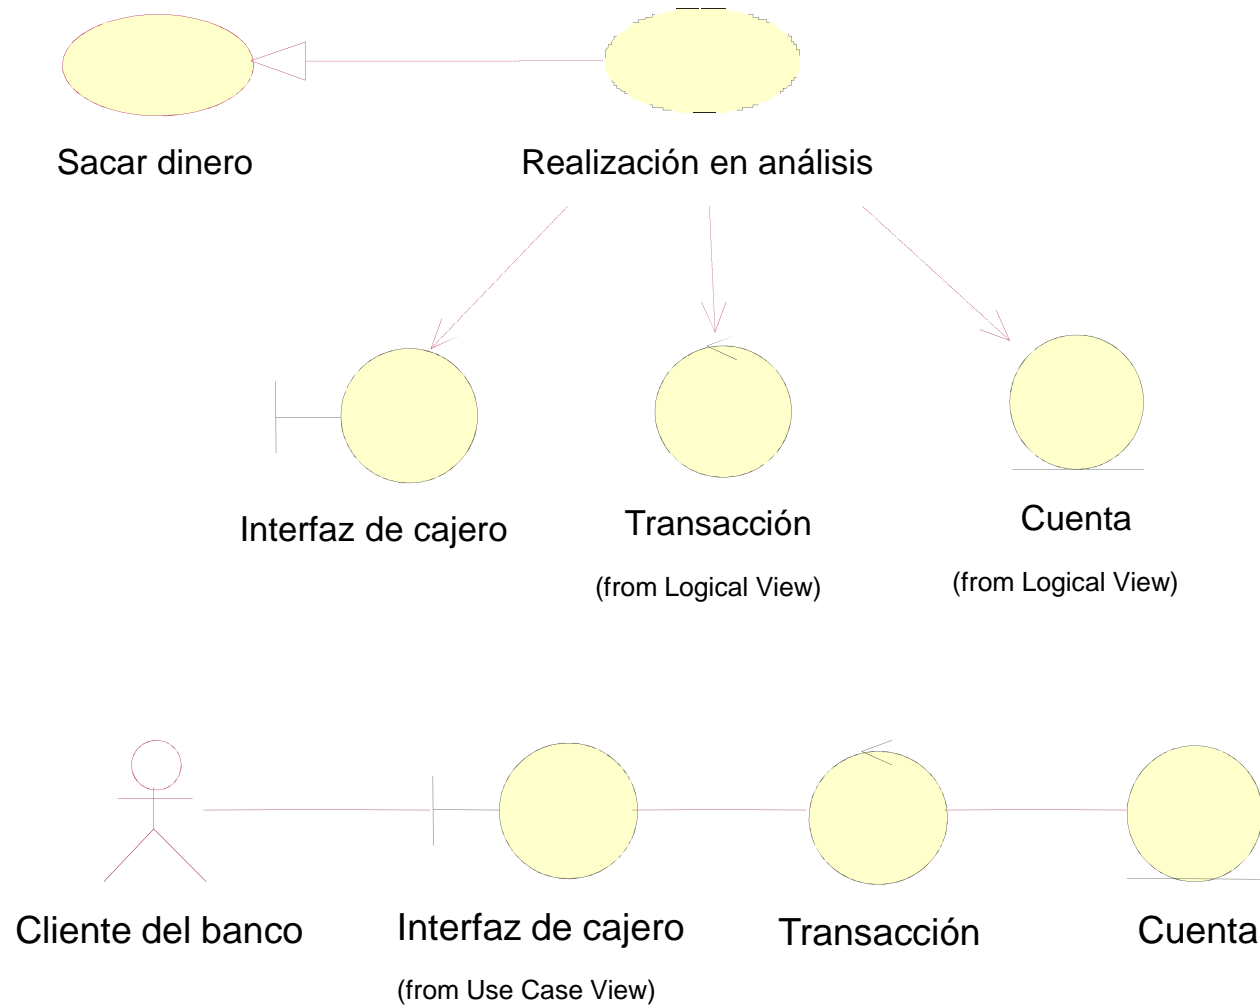 Sacar dinero
Realización en análisis
Interfaz de cajero
Transacción
Cuenta
(from Logical View)
(from Logical View)
Cliente del banco
Interfaz de cajero
Transacción
Cuenta
(from Use Case View)